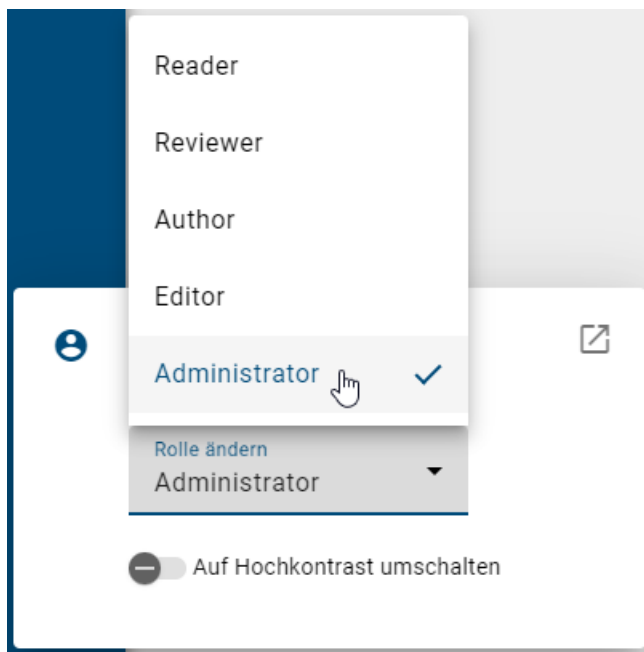 Reader
Reviewer
Author
Editor
Administrator
Rolle ändern
Administrator
Auf Hochkontrast umschalten